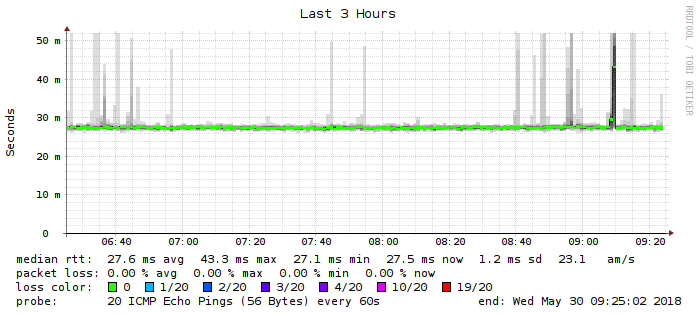 Last 3 Hours
RRDTOOL / TOBI OETIKER
Seconds
50 m
40 m
30 m
20 m
10 m
0
06:40 07:00 07:20 07:40 08:00 08:20 08:40 09:00 09:20
median rtt: 27.6 ms avg 43.3 ms max 27.1 ms min 27.5 ms now 1.2 ms sd 23.1 am/s
packet loss: 0.00 % avg 0.00 % max 0.00 % min 0.00 % now
loss color: 0 1/20 2/20 3/20 4/20 10/20 19/20
probe: 20 ICMP Echo Pings (56 Bytes) every 60s end: Wed May 30 09:25:02 2018